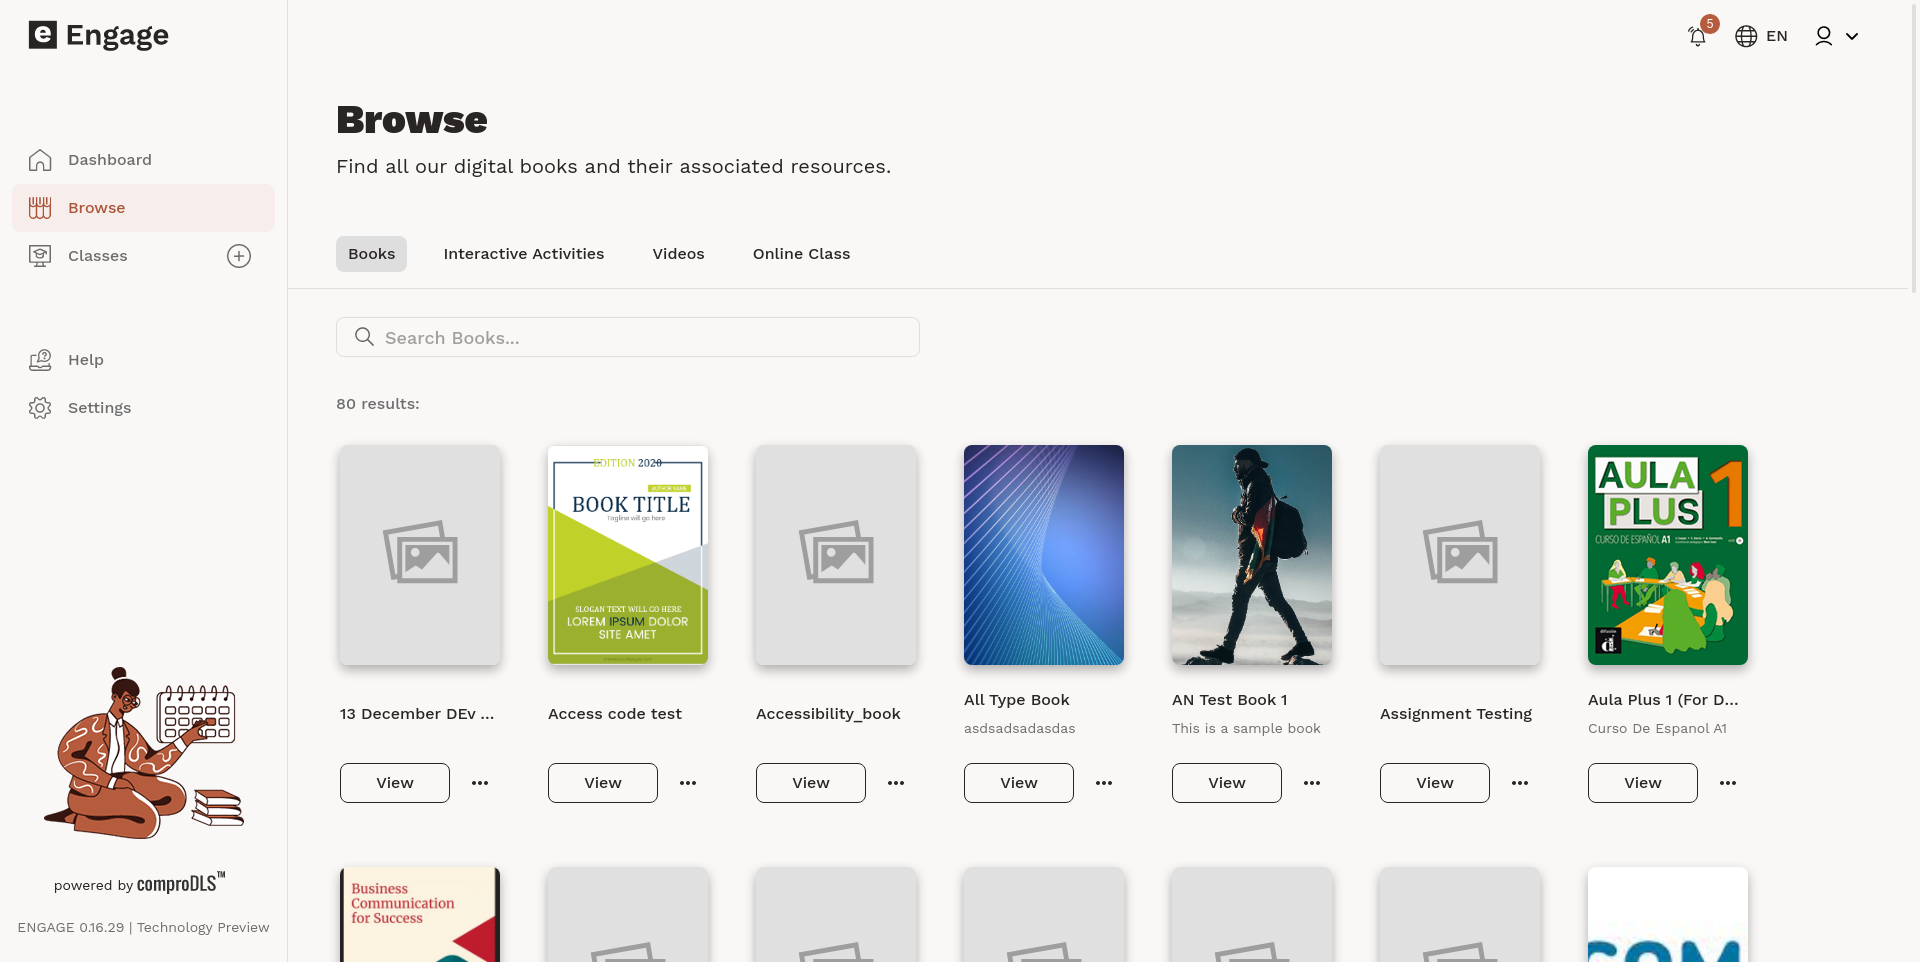 e Engage
5
EN
Dashboard
Browse
Classes
Help
Settings
powered by comproDLS™
ENGAGE 0.16.29 | Technology Preview
Browse
Find all our digital books and their associated resources.
Books Interactive Activities Videos Online Class
Search Books...
80 results:
EDITION 2020
AUTHOR NAME
BOOK TITLE
Tagline will go here
SLOGAN TEXT WILL GO HERE
LOREM IPSUM DOLOR
SITE AMET
AULA
PLUS
1
CURSO DE ESPAÑOL A1
difusión
13 December DEv ...
Access code test
Accessibility_book
All Type Book
asdsadsadasdas
AN Test Book 1
This is a sample book
Assignment Testing
Aula Plus 1 (For D...
Curso De Espanol A1
View View View View View View View
Business
Communication
for Success
COM